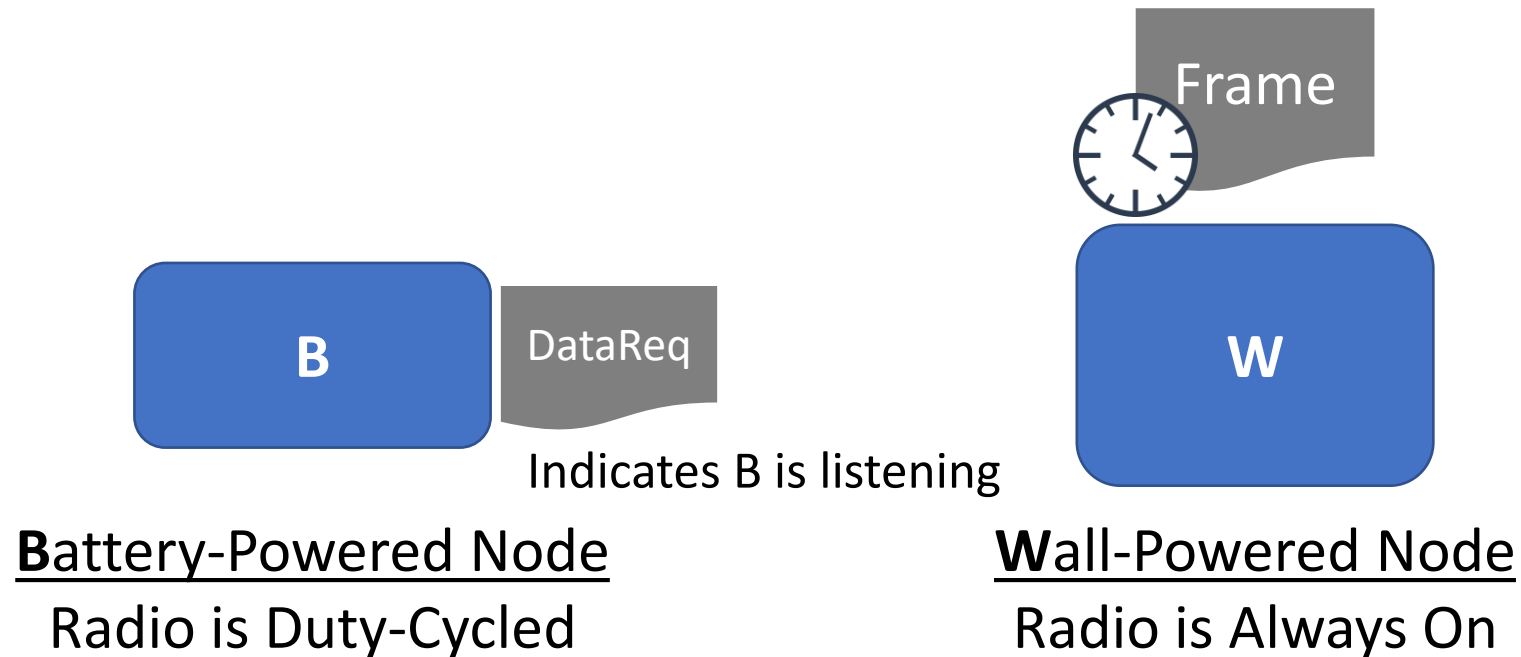 Frame
B
DataReq
W
Indicates B is listening
Battery-Powered Node
Radio is Duty-Cycled
Wall-Powered Node
Radio is Always On